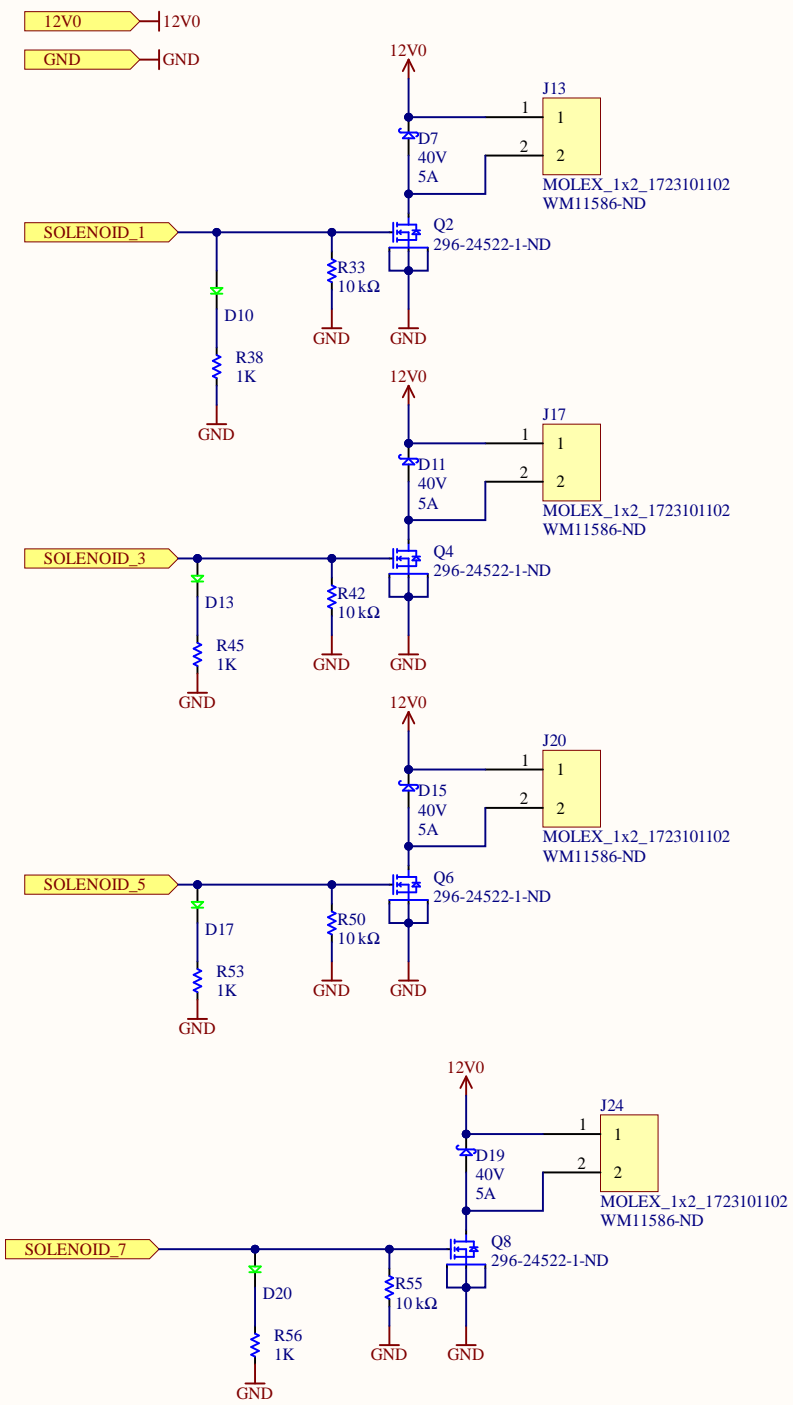 12V0 12V0
GND GND
12V0
J13
1 1
2 2
MOLEX_1x2_1723101102
WM11586-ND
D7
40V
5A
SOLENOID_1
Q2
296-24522-1-ND
R33
10 kΩ
D10
GND GND
R38
1K
GND
12V0
J17
1 1
2 2
MOLEX_1x2_1723101102
WM11586-ND
D11
40V
5A
SOLENOID_3
Q4
296-24522-1-ND
R42
10 kΩ
D13
R45
1K
GND GND
GND
12V0
J20
1 1
2 2
MOLEX_1x2_1723101102
WM11586-ND
D15
40V
5A
SOLENOID_5
Q6
296-24522-1-ND
R50
10 kΩ
D17
R53
1K
GND GND
GND
12V0
J24
1 1
2 2
MOLEX_1x2_1723101102
WM11586-ND
D19
40V
5A
SOLENOID_7
Q8
296-24522-1-ND
R55
10 kΩ
D20
R56
1K
GND GND
GND